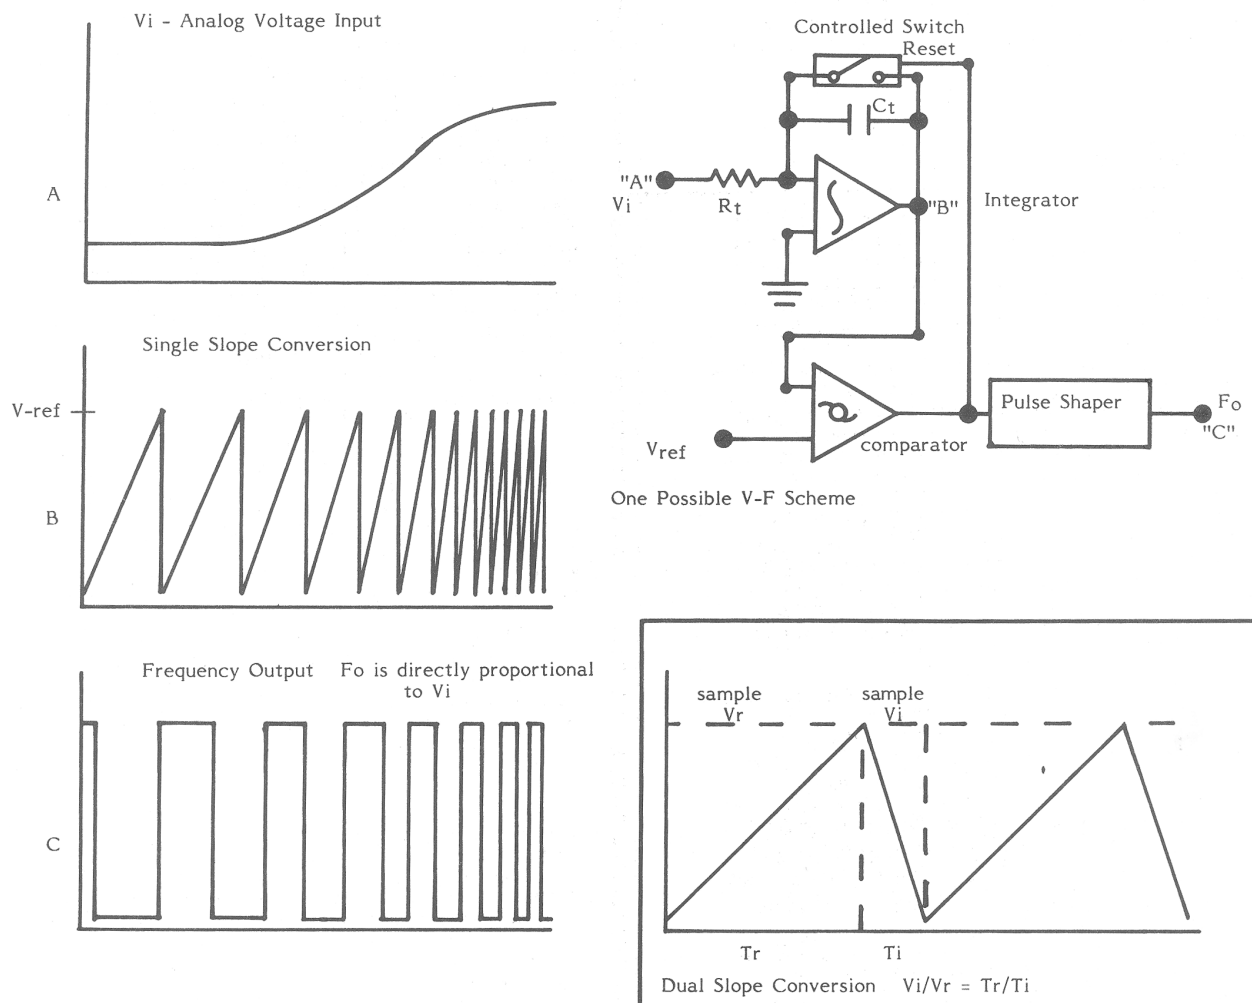 Vi - Analog Voltage Input
A
Single Slope Conversion
V-ref
B
Frequency Output Fo is directly proportional
to Vi
C
Controlled Switch
Reset
Ct
"A"
Vi
Rt
"B"
Integrator
Vref
comparator
Pulse Shaper
Fo
"C"
One Possible V-F Scheme
sample
Vr
sample
Vi
Tr
Ti
Dual Slope Conversion Vi/Vr = Tr/Ti